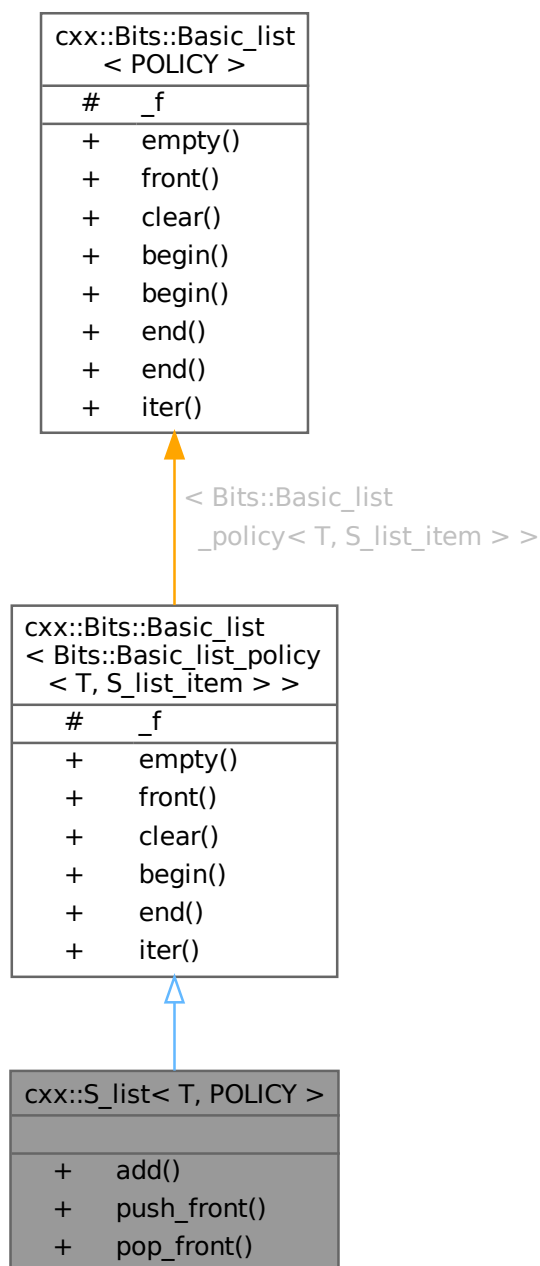 cxx::Bits::Basic_list
< POLICY >
# _f
+ empty()
+ front()
+ clear()
+ begin()
+ begin()
+ end()
+ end()
+ iter()
< Bits::Basic_list
_policy< T, S_list_item > >
cxx::Bits::Basic_list
< Bits::Basic_list_policy
< T, S_list_item > >
# _f
+ empty()
+ front()
+ clear()
+ begin()
+ end()
+ iter()
cxx::S_list< T, POLICY >
+ add()
+ push_front()
+ pop_front()